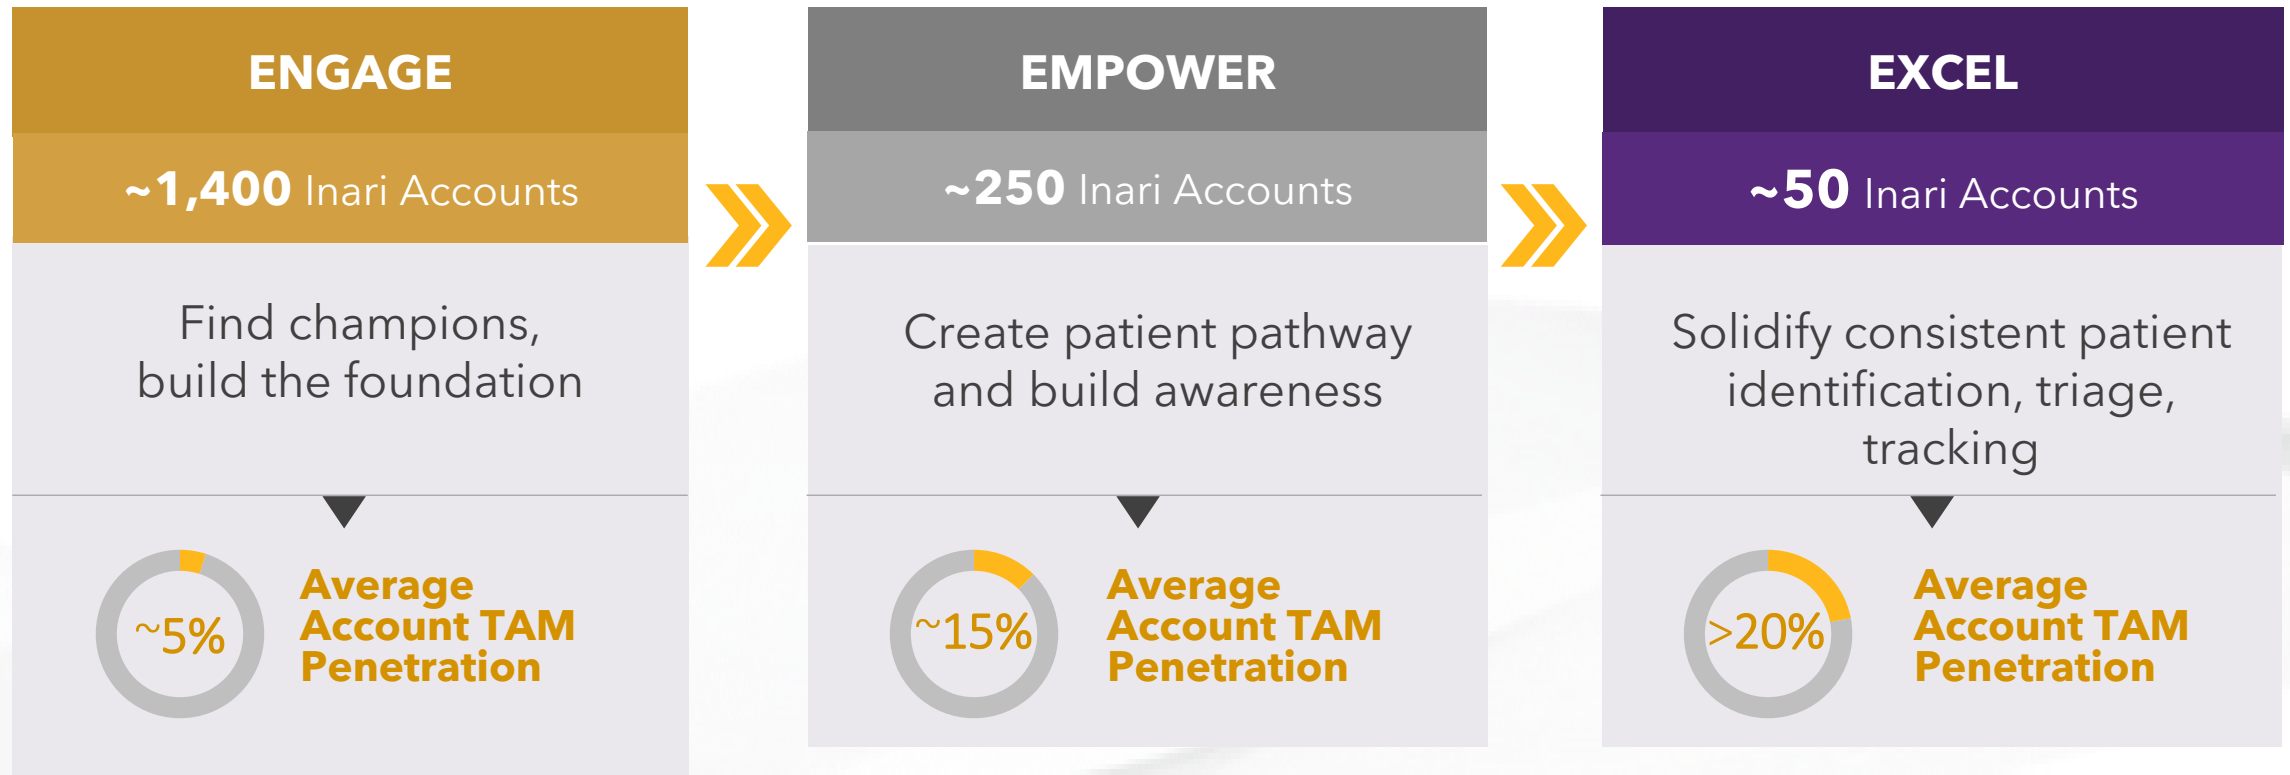 ENGAGE
~1,400 Inari Accounts
Find champions,
build the foundation
~5%
Average
Account TAM
Penetration
EMPOWER
~250 Inari Accounts
Create patient pathway
and build awareness
~15%
Average
Account TAM
Penetration
EXCEL
~50 Inari Accounts
Solidify consistent patient
identification, triage,
tracking
>20%
Average
Account TAM
Penetration